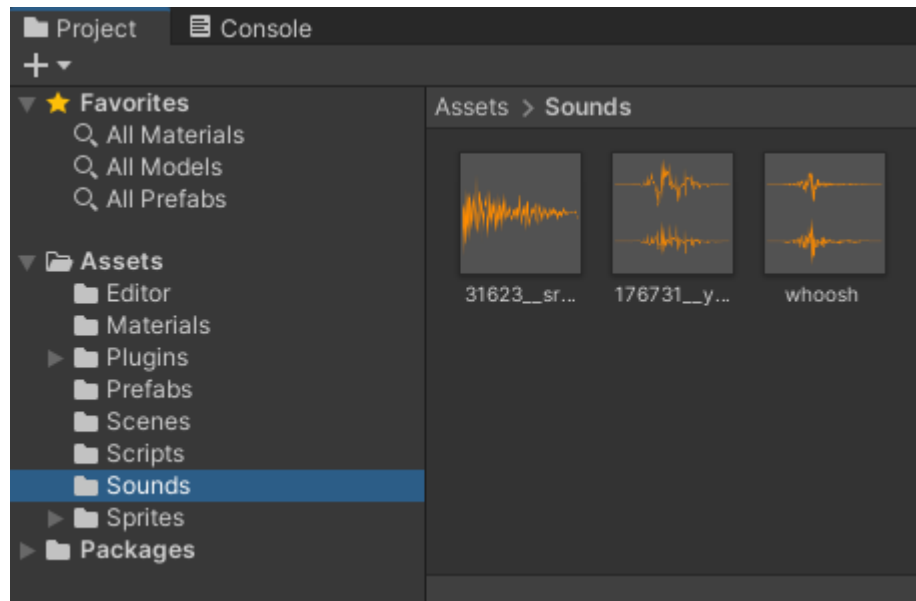 Project Console
Favorites
All Materials
All Models
All Prefabs
Assets
Editor
Materials
Plugins
Prefabs
Scenes
Scripts
Sounds
Sprites
Packages
Assets > Sounds
31623__sr... 176731__y... whoosh